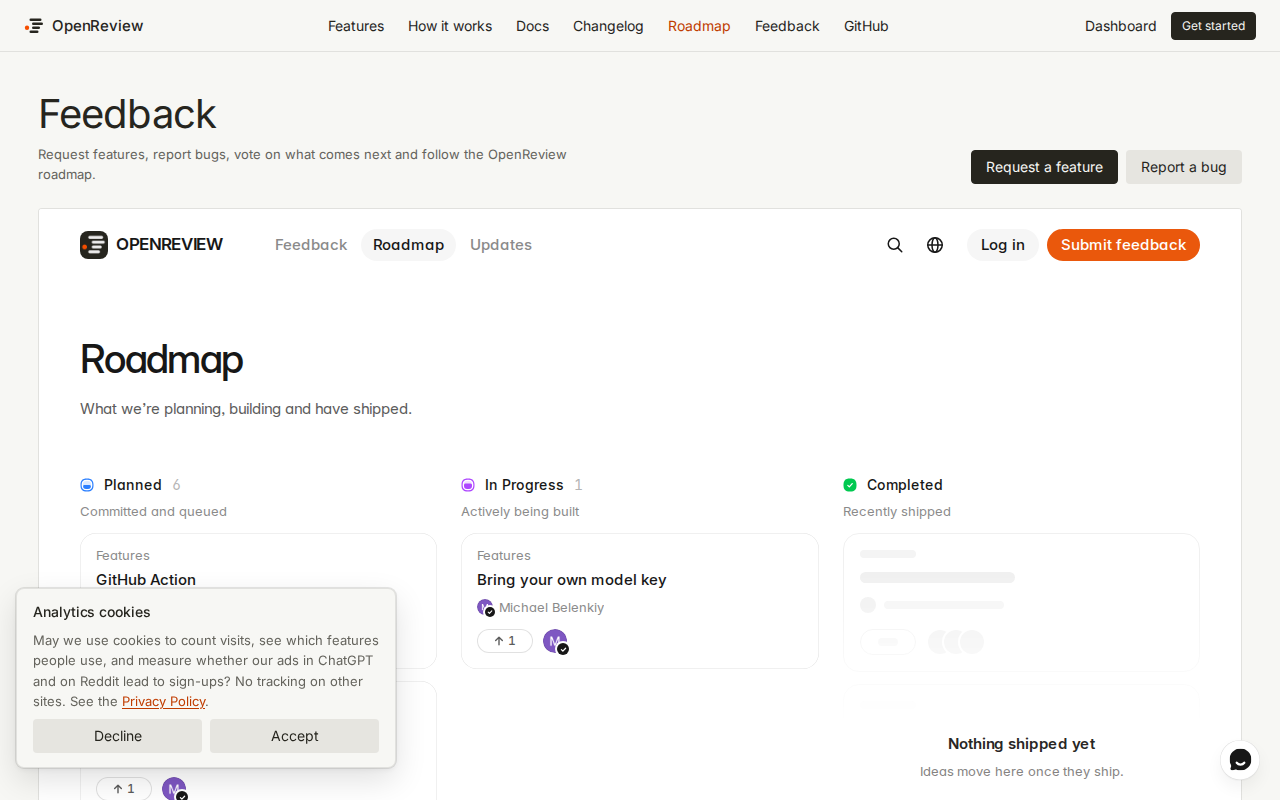 OpenReview
Features
How it works
Docs
Changelog
Roadmap
Feedback
GitHub
Dashboard
Get started
Feedback
Request features, report bugs, vote on what comes next and follow the OpenReview
roadmap.
Request a feature
Report a bug
OPENREVIEW
Feedback
Roadmap
Updates
Log in
Submit feedback
Roadmap
What we’re planning, building and have shipped.
Planned 6
Committed and queued
Features
GitHub Action
In Progress 1
Actively being built
Features
Bring your own model key
Michael Belenkiy
1
M
Completed
Recently shipped
Nothing shipped yet
Ideas move here once they ship.
Analytics cookies
May we use cookies to count visits, see which features
people use, and measure whether our ads in ChatGPT
and on Reddit lead to sign-ups? No tracking on other
sites. See the Privacy Policy.
Decline
Accept
1
M